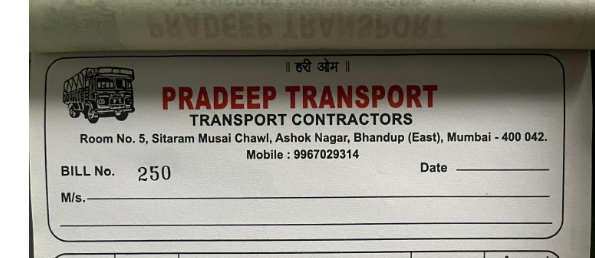 ॥ हरी ओम ॥
PRADEEP TRANSPORT
TRANSPORT CONTRACTORS
Room No. 5, Sitaram Musai Chawl, Ashok Nagar, Bhandup (East), Mumbai - 400 042.
Mobile : 9967029314
BILL No. 250 Date
M/s.